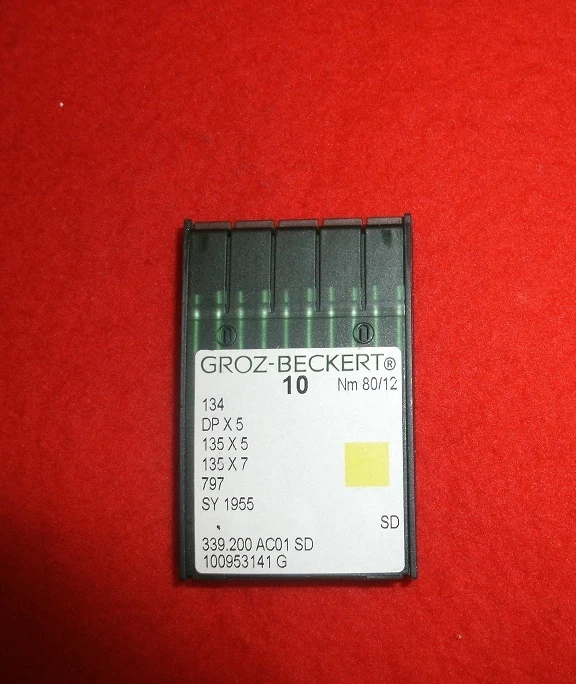 GROZ-BECKERT®
10 Nm 80/12
134
DP X 5
135 X 5
135 X 7
797
SY 1955
SD
339.200 AC01 SD
100953141 G